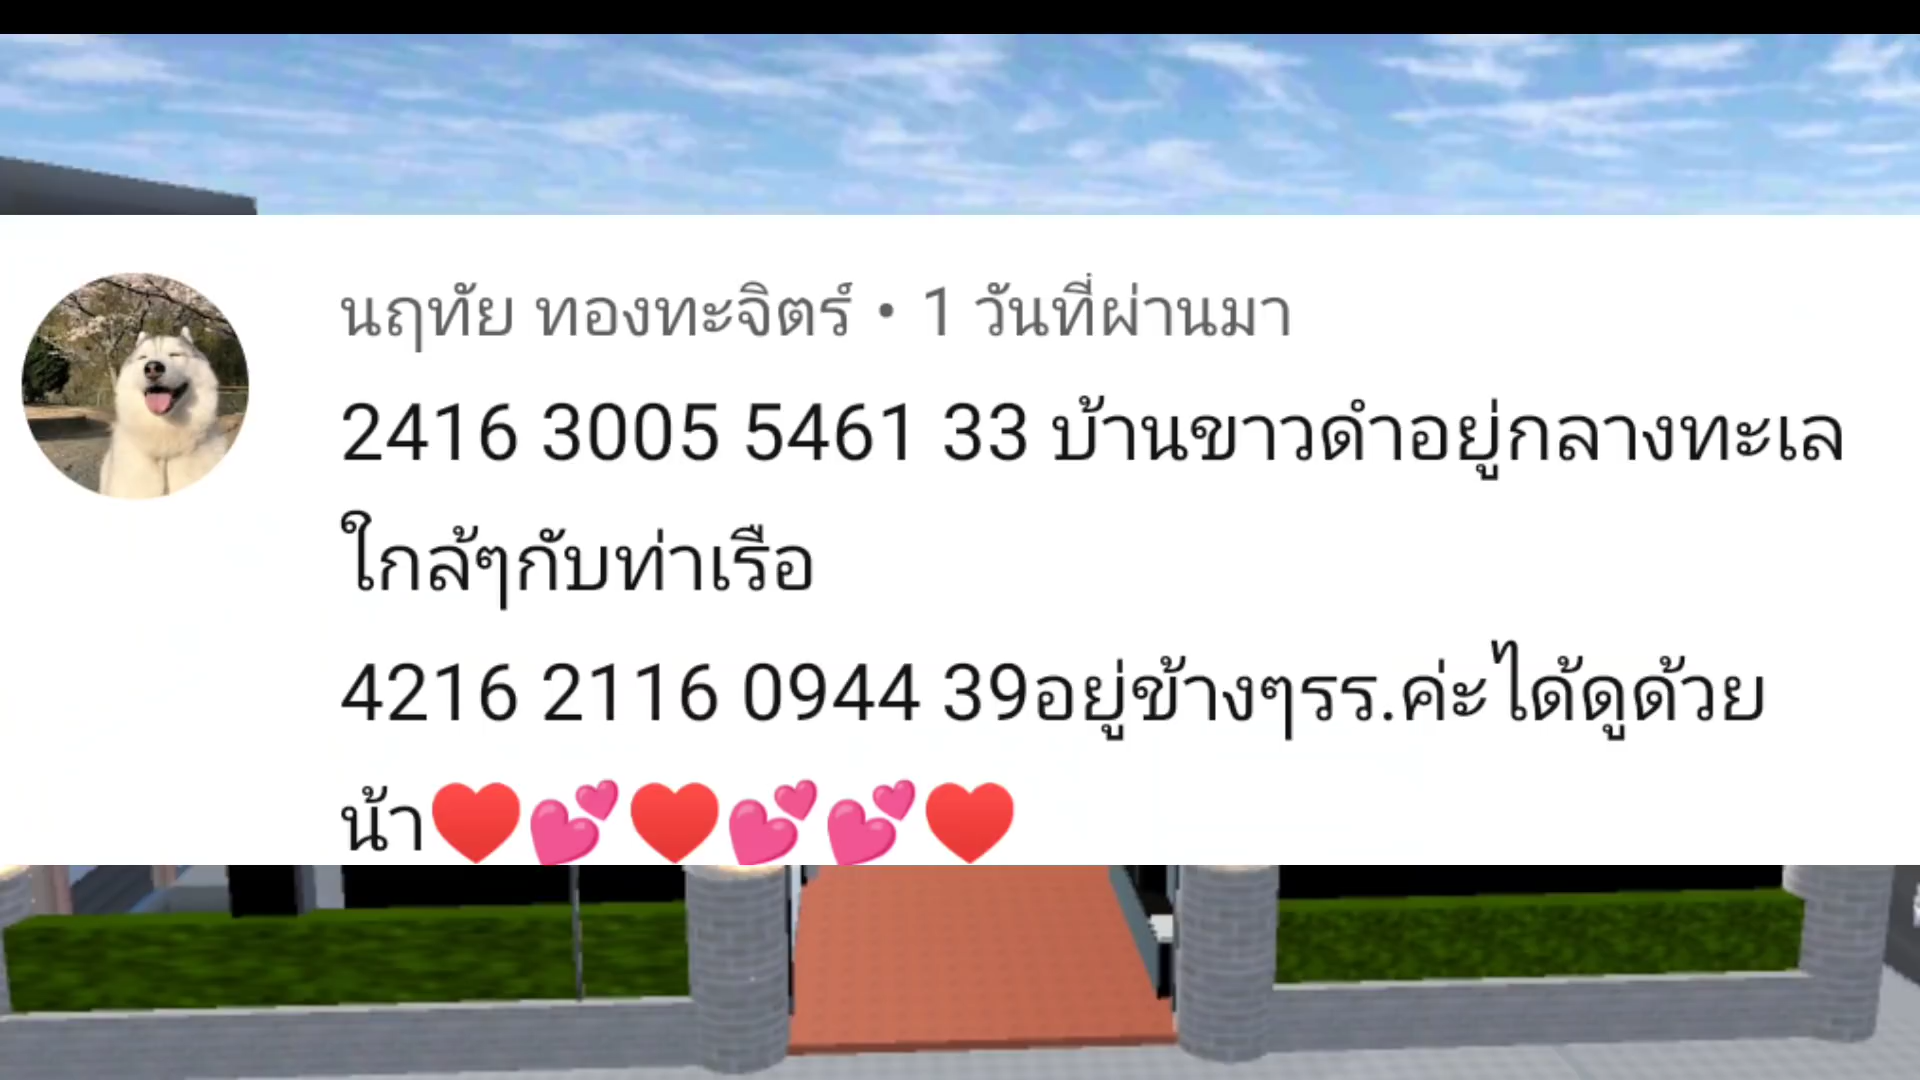 นฤทัย ทองทะจิตร์ • 1 วันที่ผ่านมา
2416 3005 5461 33 บ้านขาวดำอยู่กลางทะเล
ใกล้ๆกับท่าเรือ
4216 2116 0944 39อยู่ข้างๆรร.ค่ะได้ดูด้วย
น้า❤️💕❤️💕💕❤️